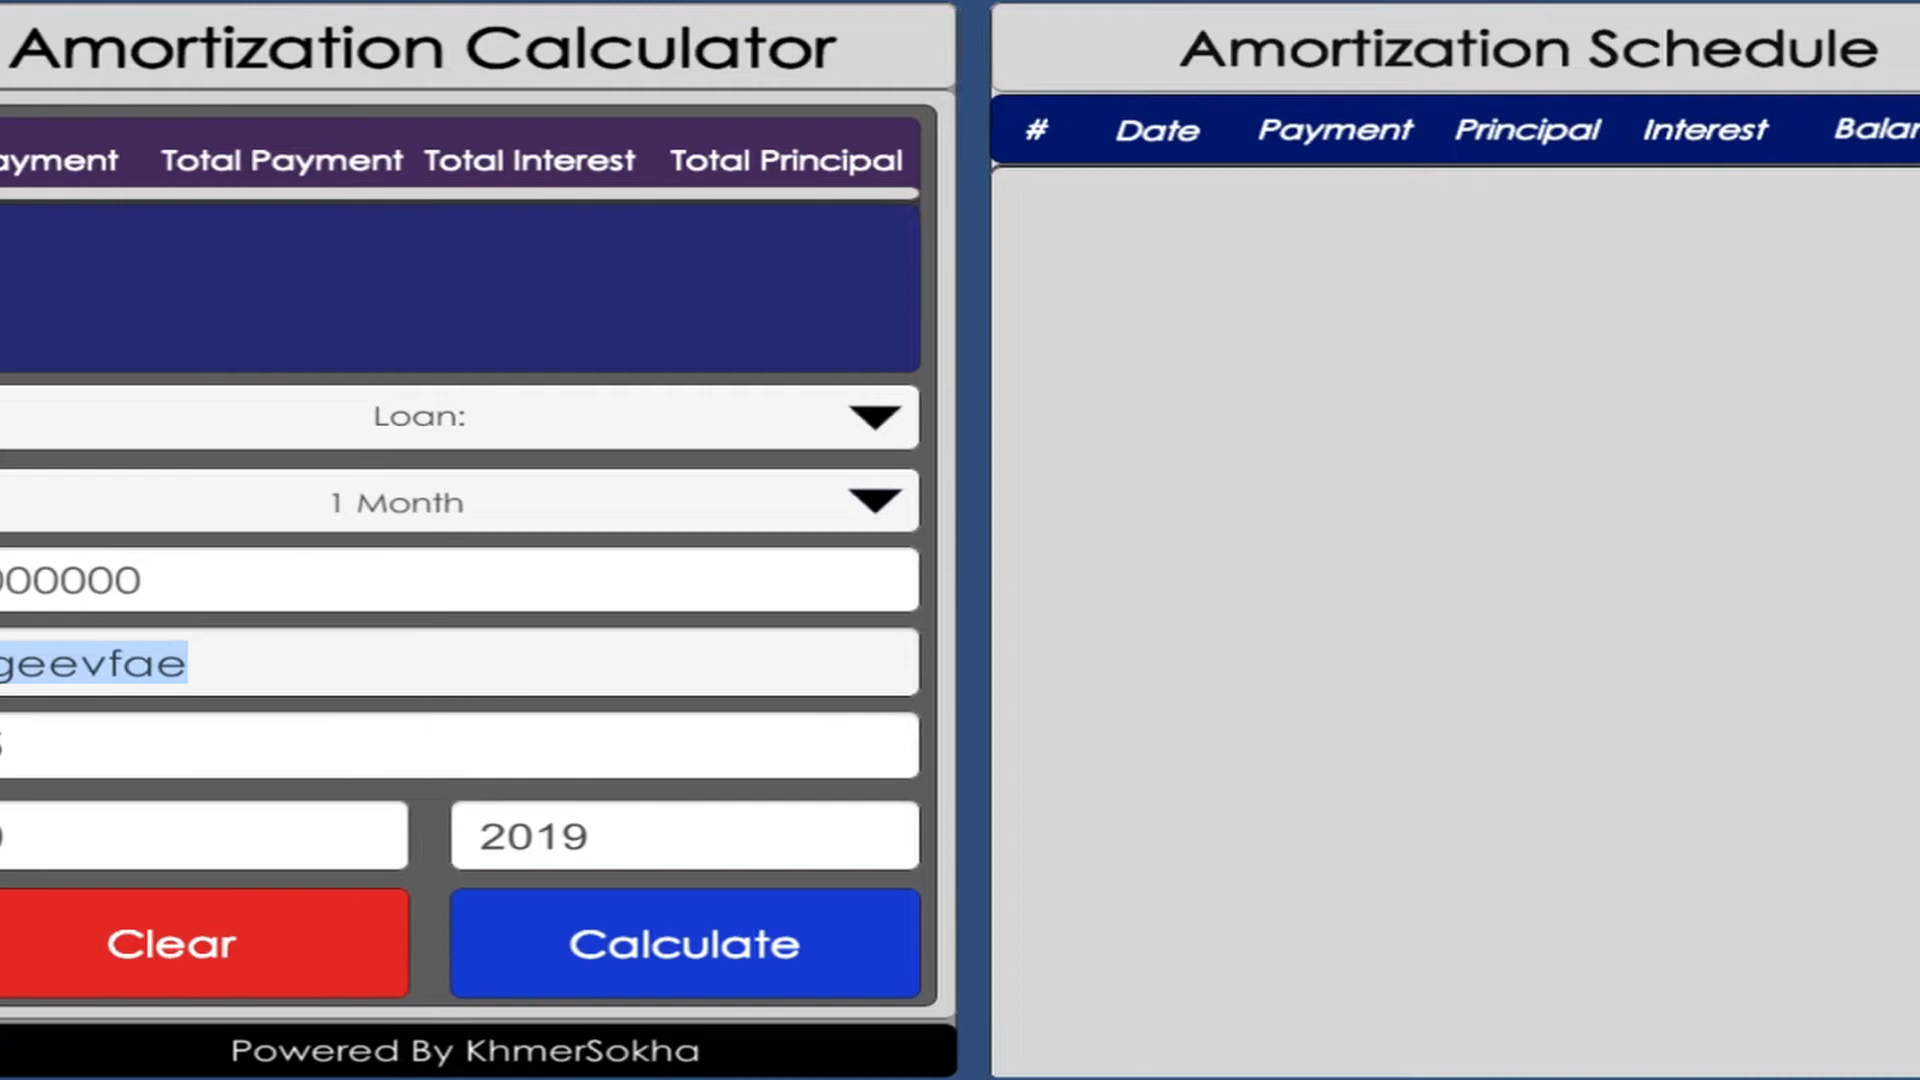 Amortization Calculator
Total Payment Total Interest Total Principal
Loan:
1 Month
2019
Clear Calculate
Powered By KhmerSokha
Amortization Schedule
# Date Payment Principal Interest